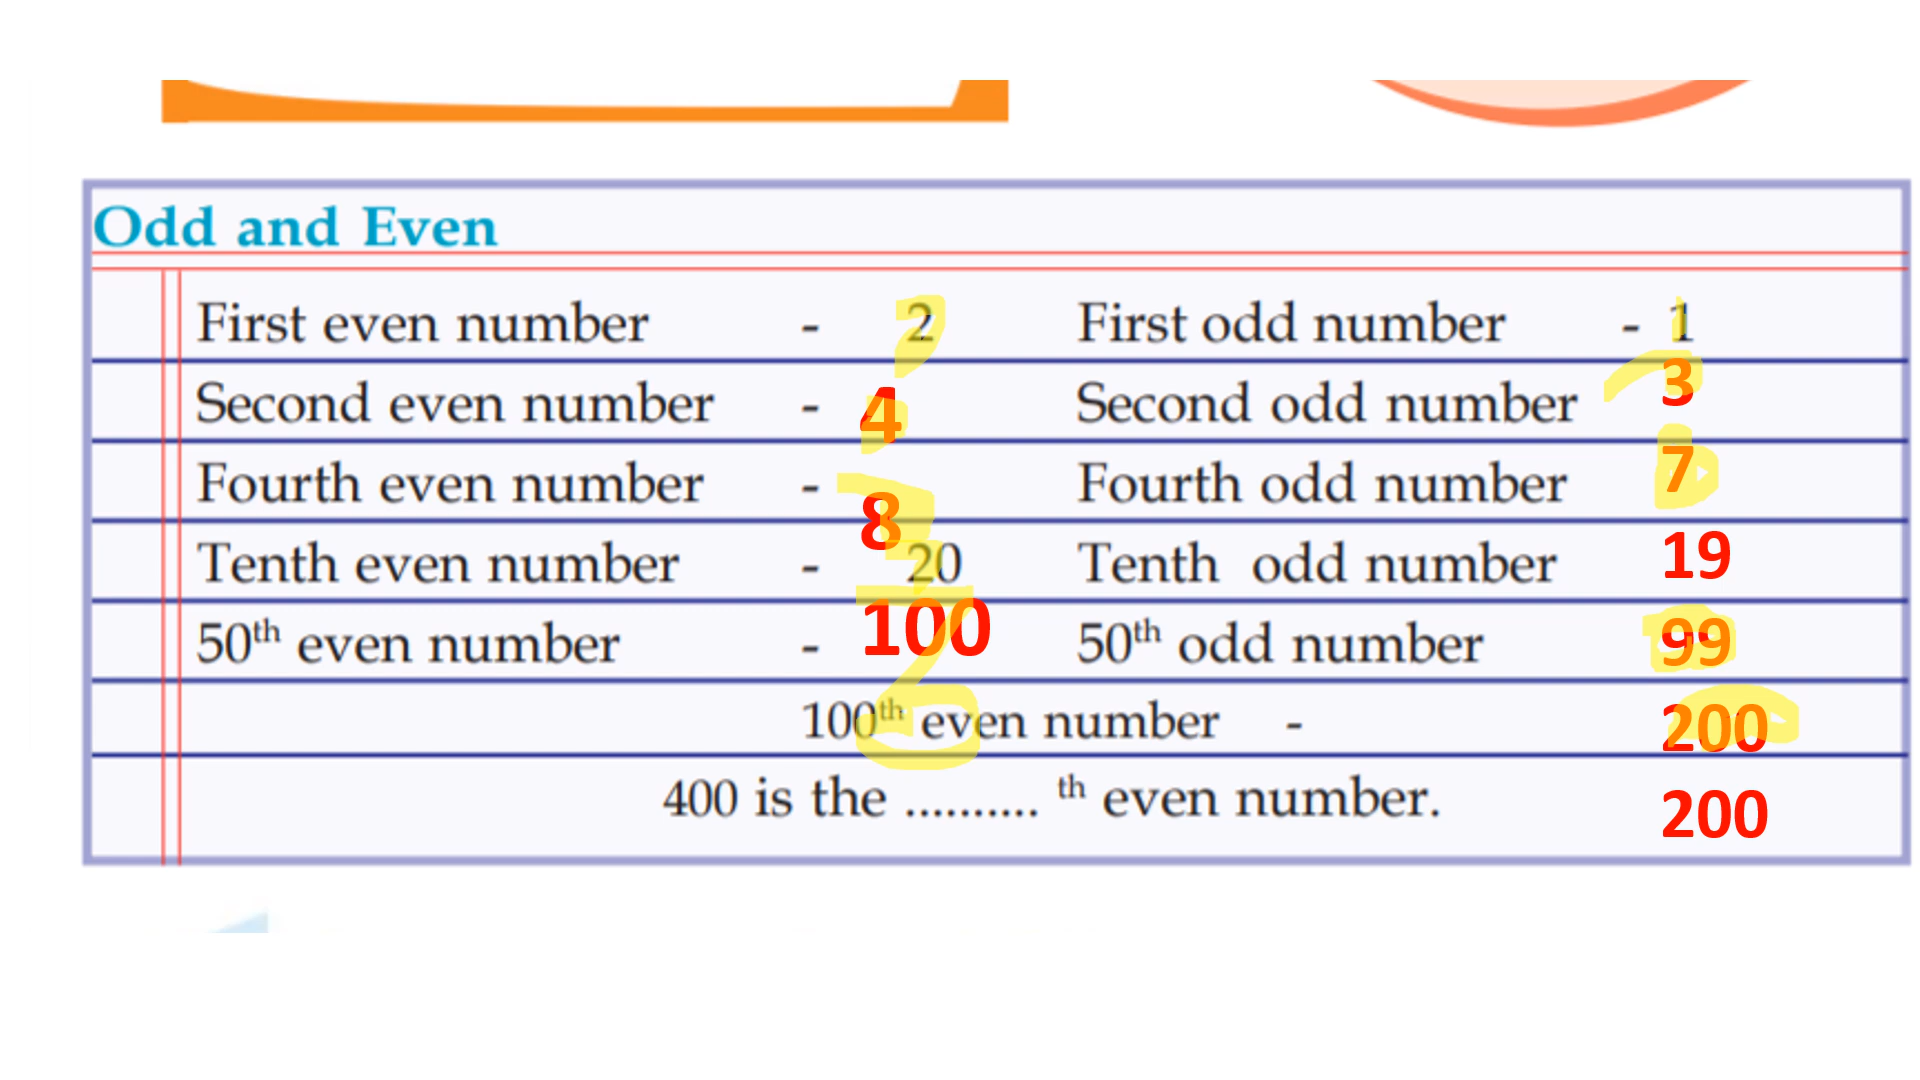 Odd and Even
First even number - 2 First odd number - 1
Second even number - 4 Second odd number 3
Fourth even number - 8 Fourth odd number 7
Tenth even number - 20 Tenth odd number 19
50th even number - 100 50th odd number 99
100th even number - 200
400 is the .......... th even number. 200